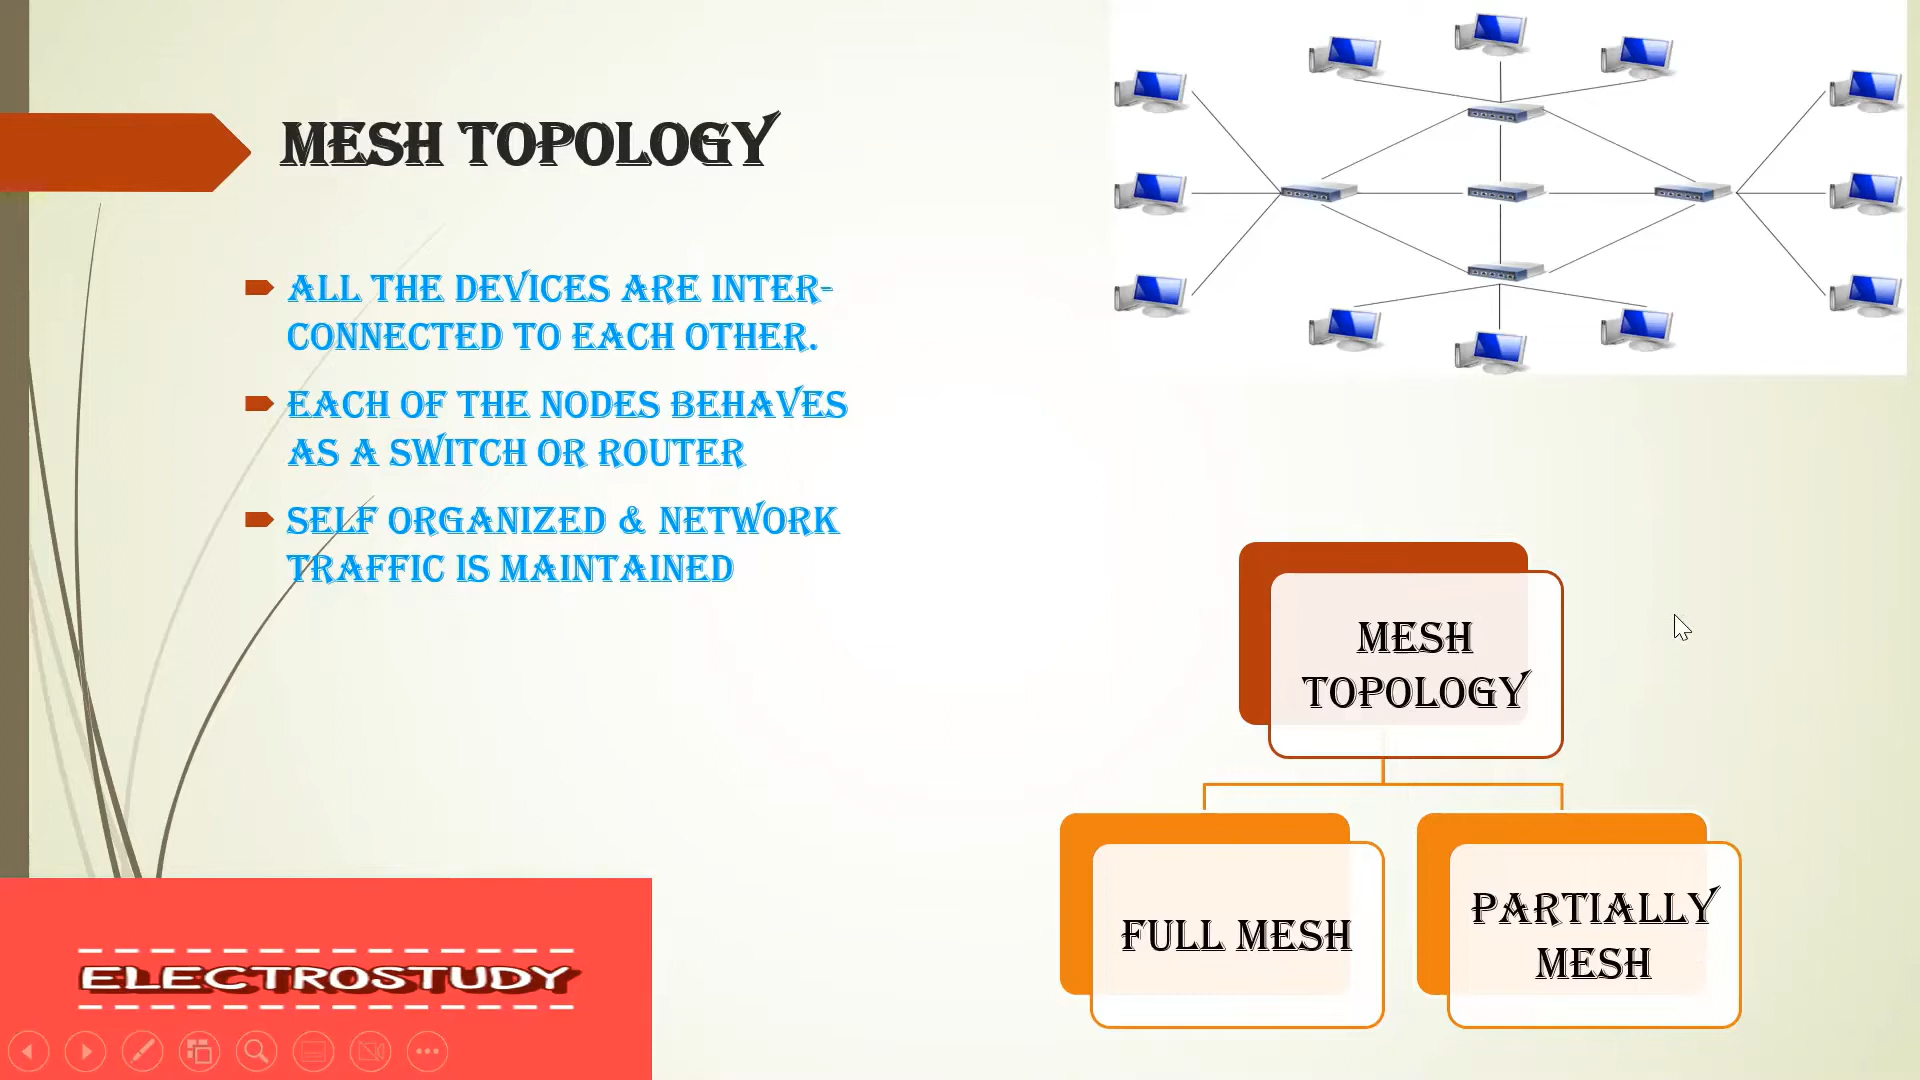 MESH TOPOLOGY
ALL THE DEVICES ARE INTER-
CONNECTED TO EACH OTHER.
EACH OF THE NODES BEHAVES
AS A SWITCH OR ROUTER
SELF ORGANIZED & NETWORK
TRAFFIC IS MAINTAINED
MESH
TOPOLOGY
FULL MESH
PARTIALLY
MESH
ELECTROSTUDY